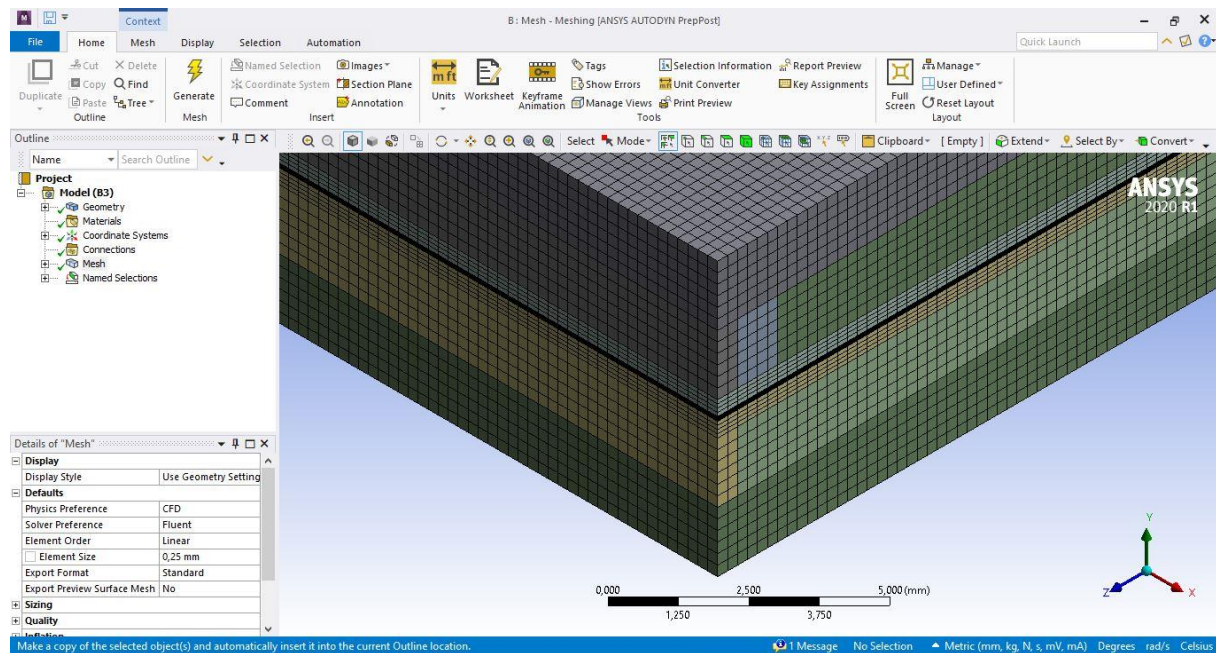 Context
B : Mesh - Meshing [ANSYS AUTODYN PrepPost]
File Home Mesh Display Selection Automation
Quick Launch
Duplicate
Cut
Copy
Paste
Delete
Find
Tree
Outline
Generate
Mesh
Named Selection
Coordinate System
Comment
Images
Section Plane
Annotation
Insert
m ft
Units
Worksheet
Keyframe
Animation
Tags
Show Errors
Manage Views
Selection Information
Unit Converter
Print Preview
Report Preview
Key Assignments
Tools
Full
Screen
Manage
User Defined
Reset Layout
Layout
Outline
Name Search Outline
Select Mode Clipboard [ Empty ] Extend Select By Convert
Project
Model (B3)
Geometry
Materials
Coordinate Systems
Connections
Mesh
Named Selections
ANSYS
2020 R1
Details of "Mesh"
Display
Display Style Use Geometry Setting
Defaults
Physics Preference CFD
Solver Preference Fluent
Element Order Linear
Element Size 0,25 mm
Export Format Standard
Export Preview Surface Mesh No
Sizing
Quality
Inflation
0,000 2,500 5,000 (mm)
1,250 3,750
Y
Z
X
Make a copy of the selected object(s) and automatically insert it into the current Outline location.
1 Message No Selection Metric (mm, kg, N, s, mV, mA) Degrees rad/s Celsius